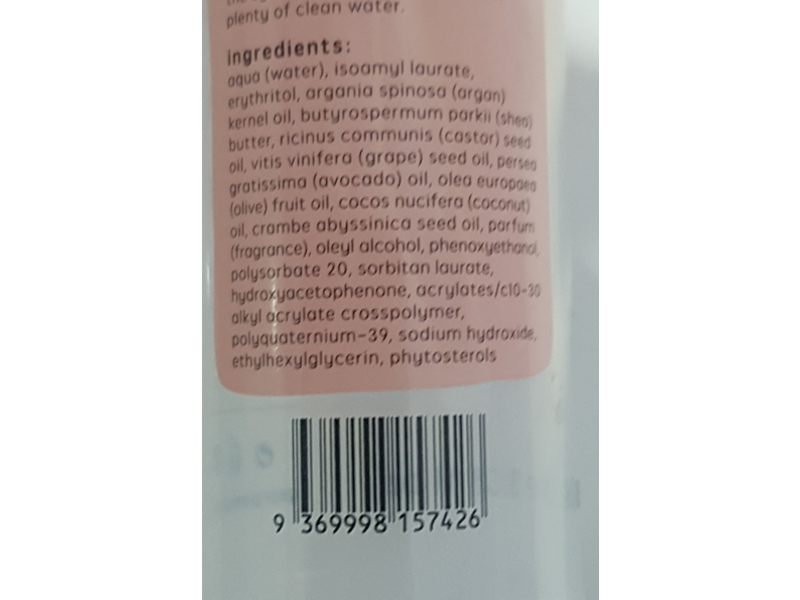 plenty of clean water.
ingredients:
aqua (water), isoamyl laurate,
erythritol, argania spinosa (argan)
kernel oil, butyrospermum parkii (shea)
butter, ricinus communis (castor) seed
oil, vitis vinifera (grape) seed oil, persea
gratissima (avocado) oil, olea europaea
(olive) fruit oil, cocos nucifera (coconut)
oil, crambe abyssinica seed oil, parfum
(fragrance), oleyl alcohol, phenoxyethanol,
polysorbate 20, sorbitan laurate,
hydroxyacetophenone, acrylates/c10-30
alkyl acrylate crosspolymer,
polyquaternium-39, sodium hydroxide,
ethylhexylglycerin, phytosterols
9 369998 157426